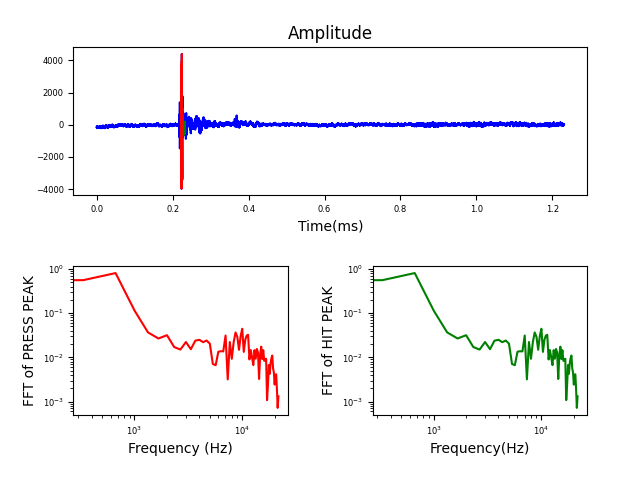 Amplitude
4000
2000
0
−2000
−4000
0.0 0.2 0.4 0.6 0.8 1.0 1.2
Time(ms)
FFT of PRESS PEAK
10⁰
10⁻¹
10⁻²
10⁻³
10³ 10⁴
Frequency (Hz)
FFT of HIT PEAK
10⁰
10⁻¹
10⁻²
10⁻³
10³ 10⁴
Frequency(Hz)